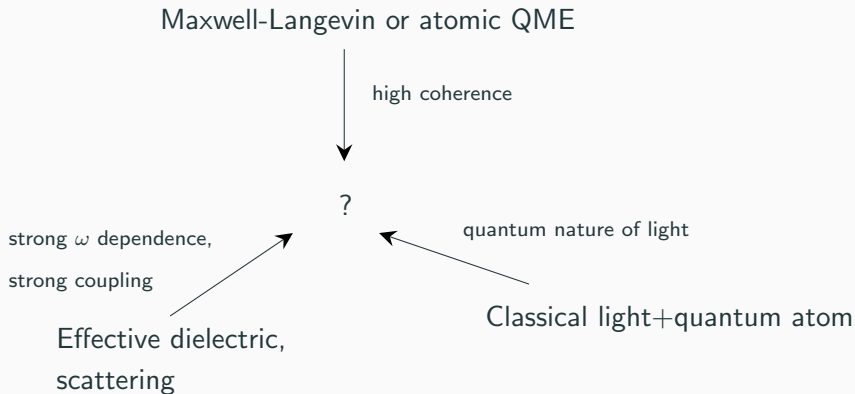 Maxwell-Langevin or atomic QME
high coherence
?
strong ω dependence,
strong coupling
quantum nature of light
Classical light+quantum atom
Effective dielectric,
scattering